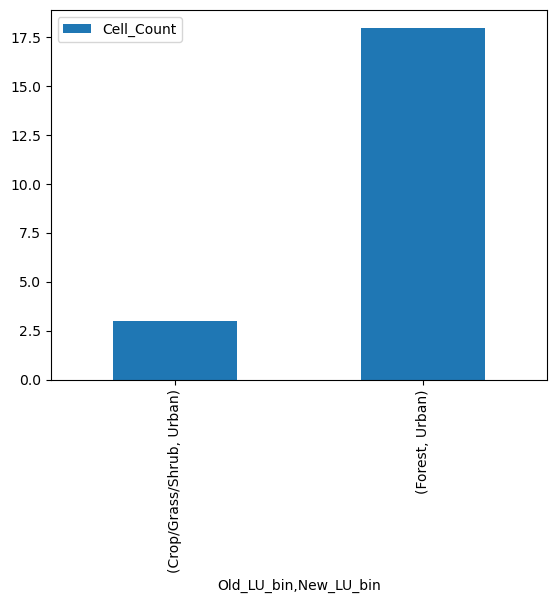 Cell_Count
17.5
15.0
12.5
10.0
7.5
5.0
2.5
0.0
(Crop/Grass/Shrub, Urban)
(Forest, Urban)
Old_LU_bin,New_LU_bin